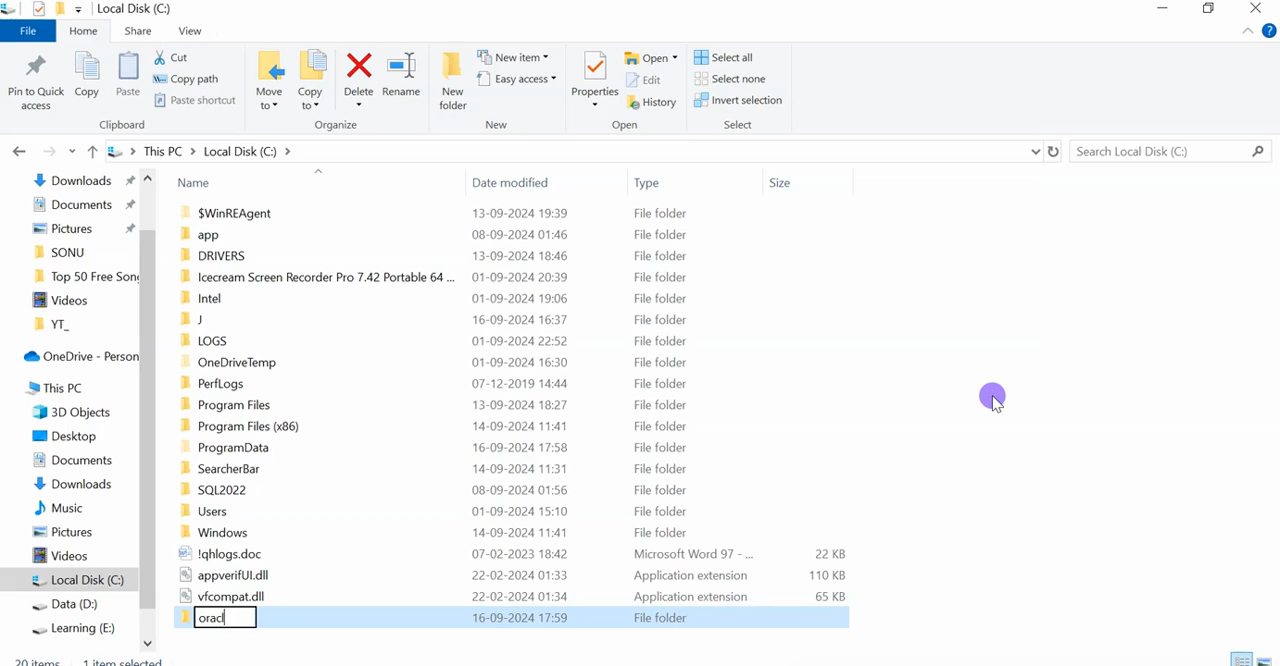 Local Disk (C:)
File Home Share View
Pin to Quick access
Copy
Paste
Cut
Copy path
Paste shortcut
Clipboard
Move to
Copy to
Delete
Rename
Organize
New folder
New item
Easy access
New
Properties
Open
Edit
History
Open
Select all
Select none
Invert selection
Select
This PC > Local Disk (C:) >
Search Local Disk (C:)
Downloads
Documents
Pictures
SONU
Top 50 Free Song
Videos
YT_
OneDrive - Person
This PC
3D Objects
Desktop
Documents
Downloads
Music
Pictures
Videos
Local Disk (C:)
Data (D:)
Learning (E:)
Name Date modified Type Size
$WinREAgent 13-09-2024 19:39 File folder
app 08-09-2024 01:46 File folder
DRIVERS 13-09-2024 18:46 File folder
Icecream Screen Recorder Pro 7.42 Portable 64 ... 01-09-2024 20:39 File folder
Intel 01-09-2024 19:06 File folder
J 16-09-2024 16:37 File folder
LOGS 01-09-2024 22:52 File folder
OneDriveTemp 01-09-2024 16:30 File folder
PerfLogs 07-12-2019 14:44 File folder
Program Files 13-09-2024 18:27 File folder
Program Files (x86) 14-09-2024 11:41 File folder
ProgramData 16-09-2024 17:58 File folder
SearcherBar 14-09-2024 11:31 File folder
SQL2022 08-09-2024 01:56 File folder
Users 01-09-2024 15:10 File folder
Windows 14-09-2024 11:41 File folder
!qhlogs.doc 07-02-2023 18:42 Microsoft Word 97 - ... 22 KB
appverifUI.dll 22-02-2024 01:33 Application extension 110 KB
vfcompat.dll 22-02-2024 01:34 Application extension 65 KB
oracl 16-09-2024 17:59 File folder
20 items 1 item selected